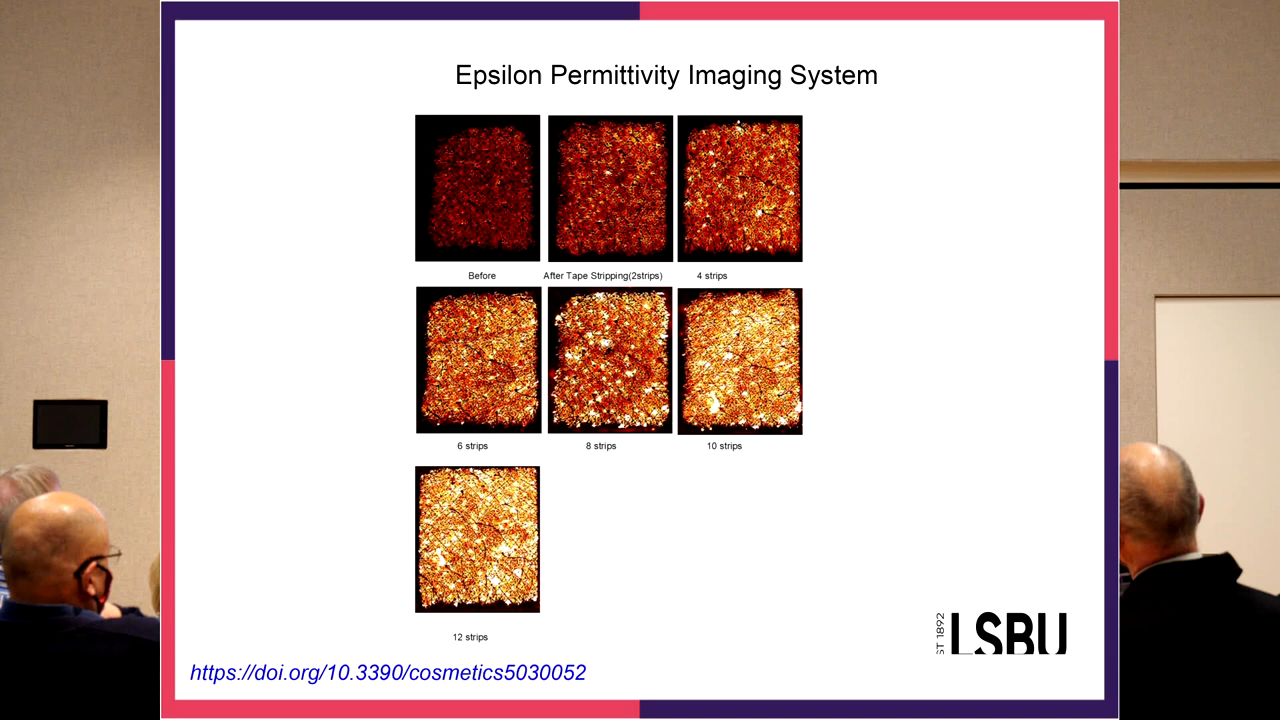 Epsilon Permittivity Imaging System
Before
After Tape Stripping(2strips)
4 strips
6 strips
8 strips
10 strips
12 strips
ST 1892
LSBU
https://doi.org/10.3390/cosmetics5030052